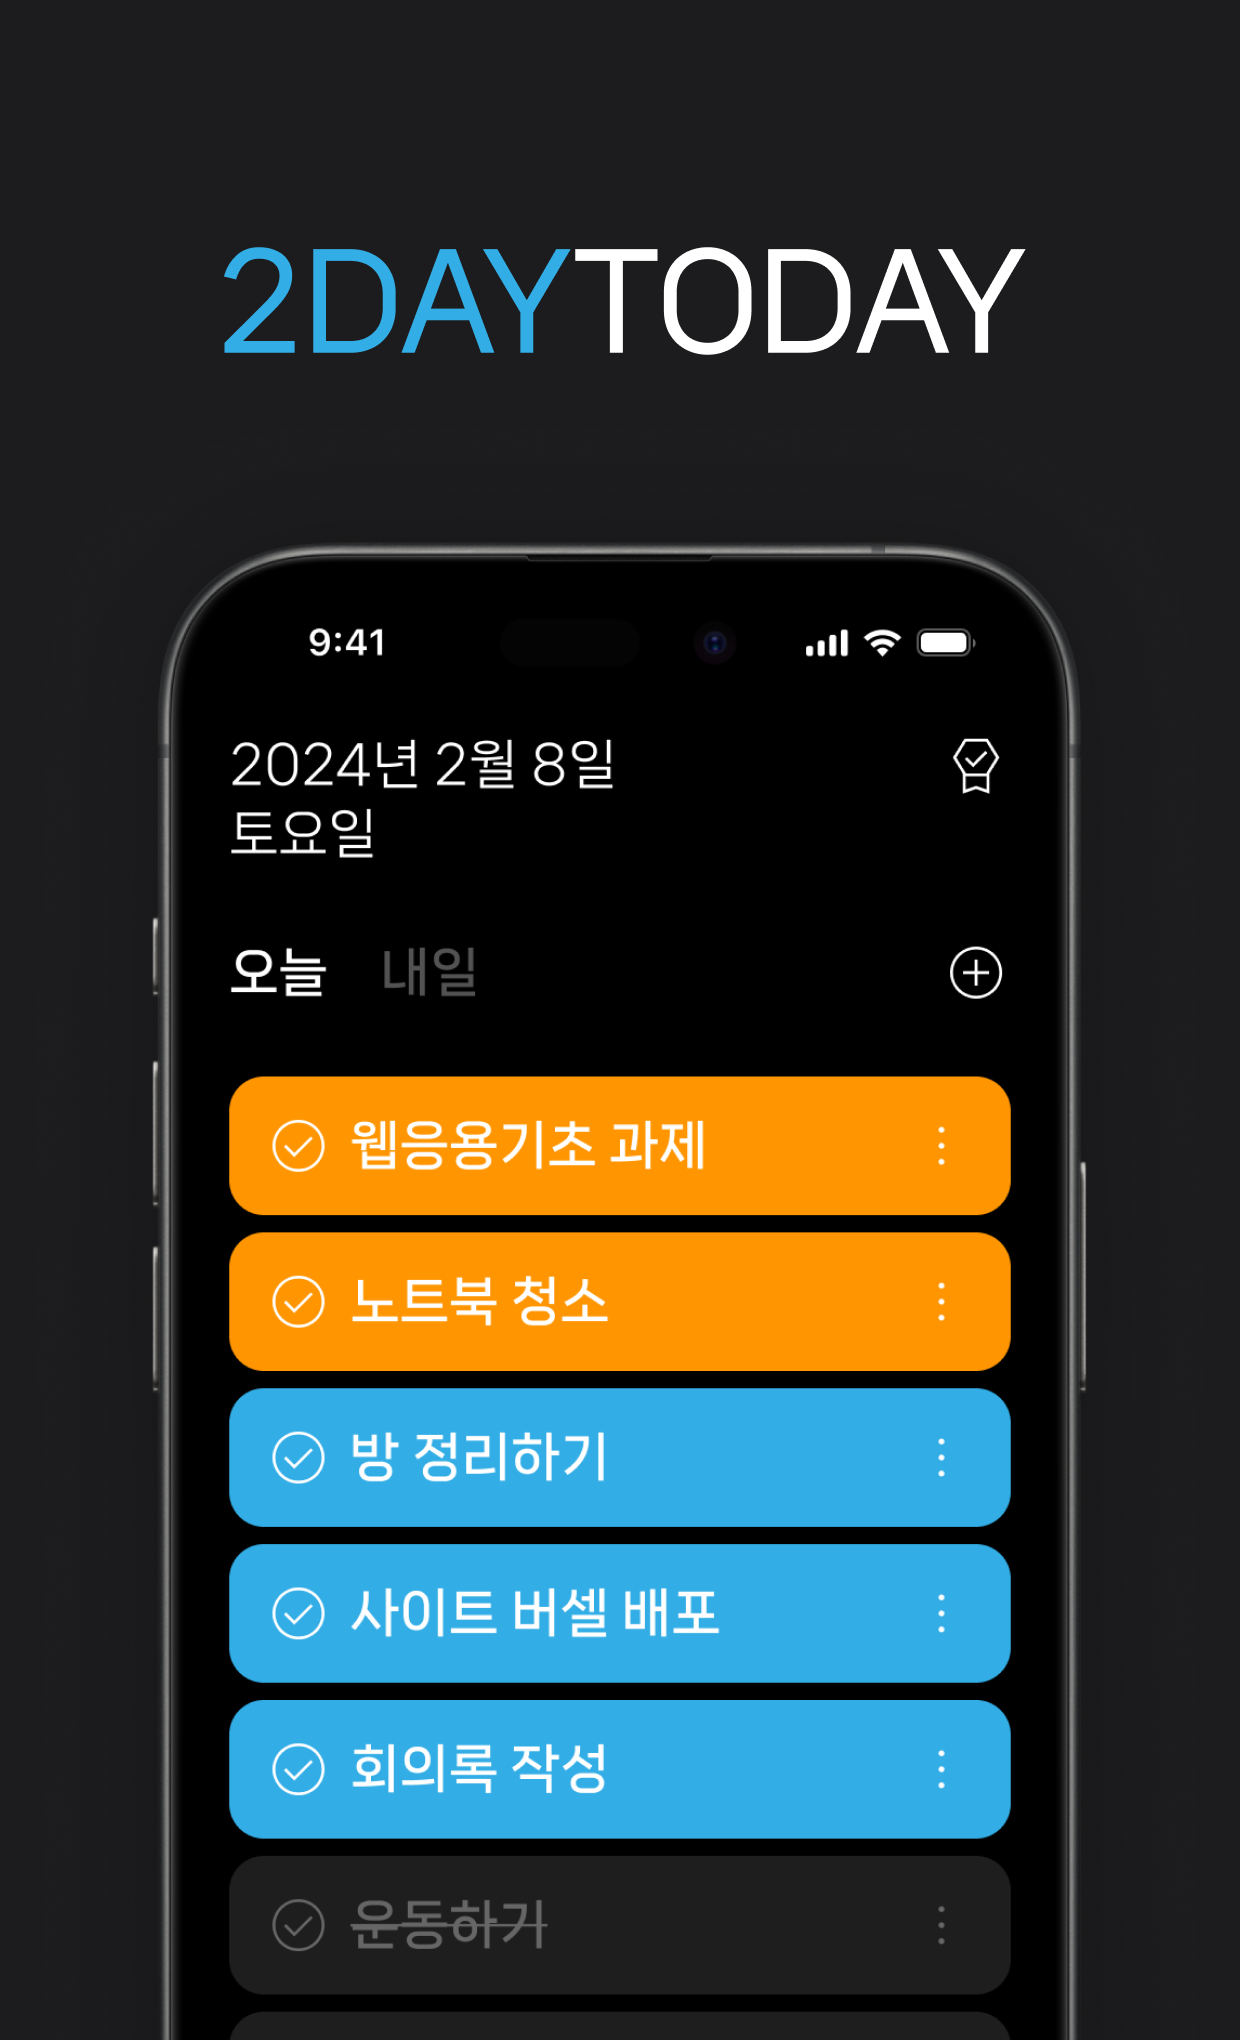 2DAYTODAY
9:41
2024년 2월 8일
토요일
오늘 내일
웹응용기초 과제
노트북 청소
방 정리하기
사이트 버셀 배포
회의록 작성
운동하기